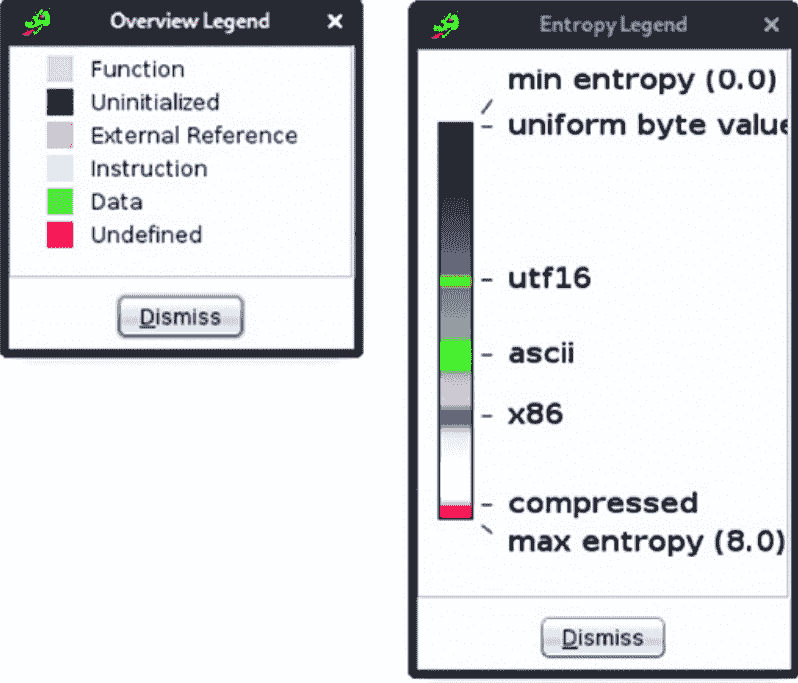 Overview Legend
Function
Uninitialized
External Reference
Instruction
Data
Undefined
Dismiss
Entropy Legend
min entropy (0.0)
uniform byte value
utf16
ascii
x86
compressed
max entropy (8.0)
Dismiss